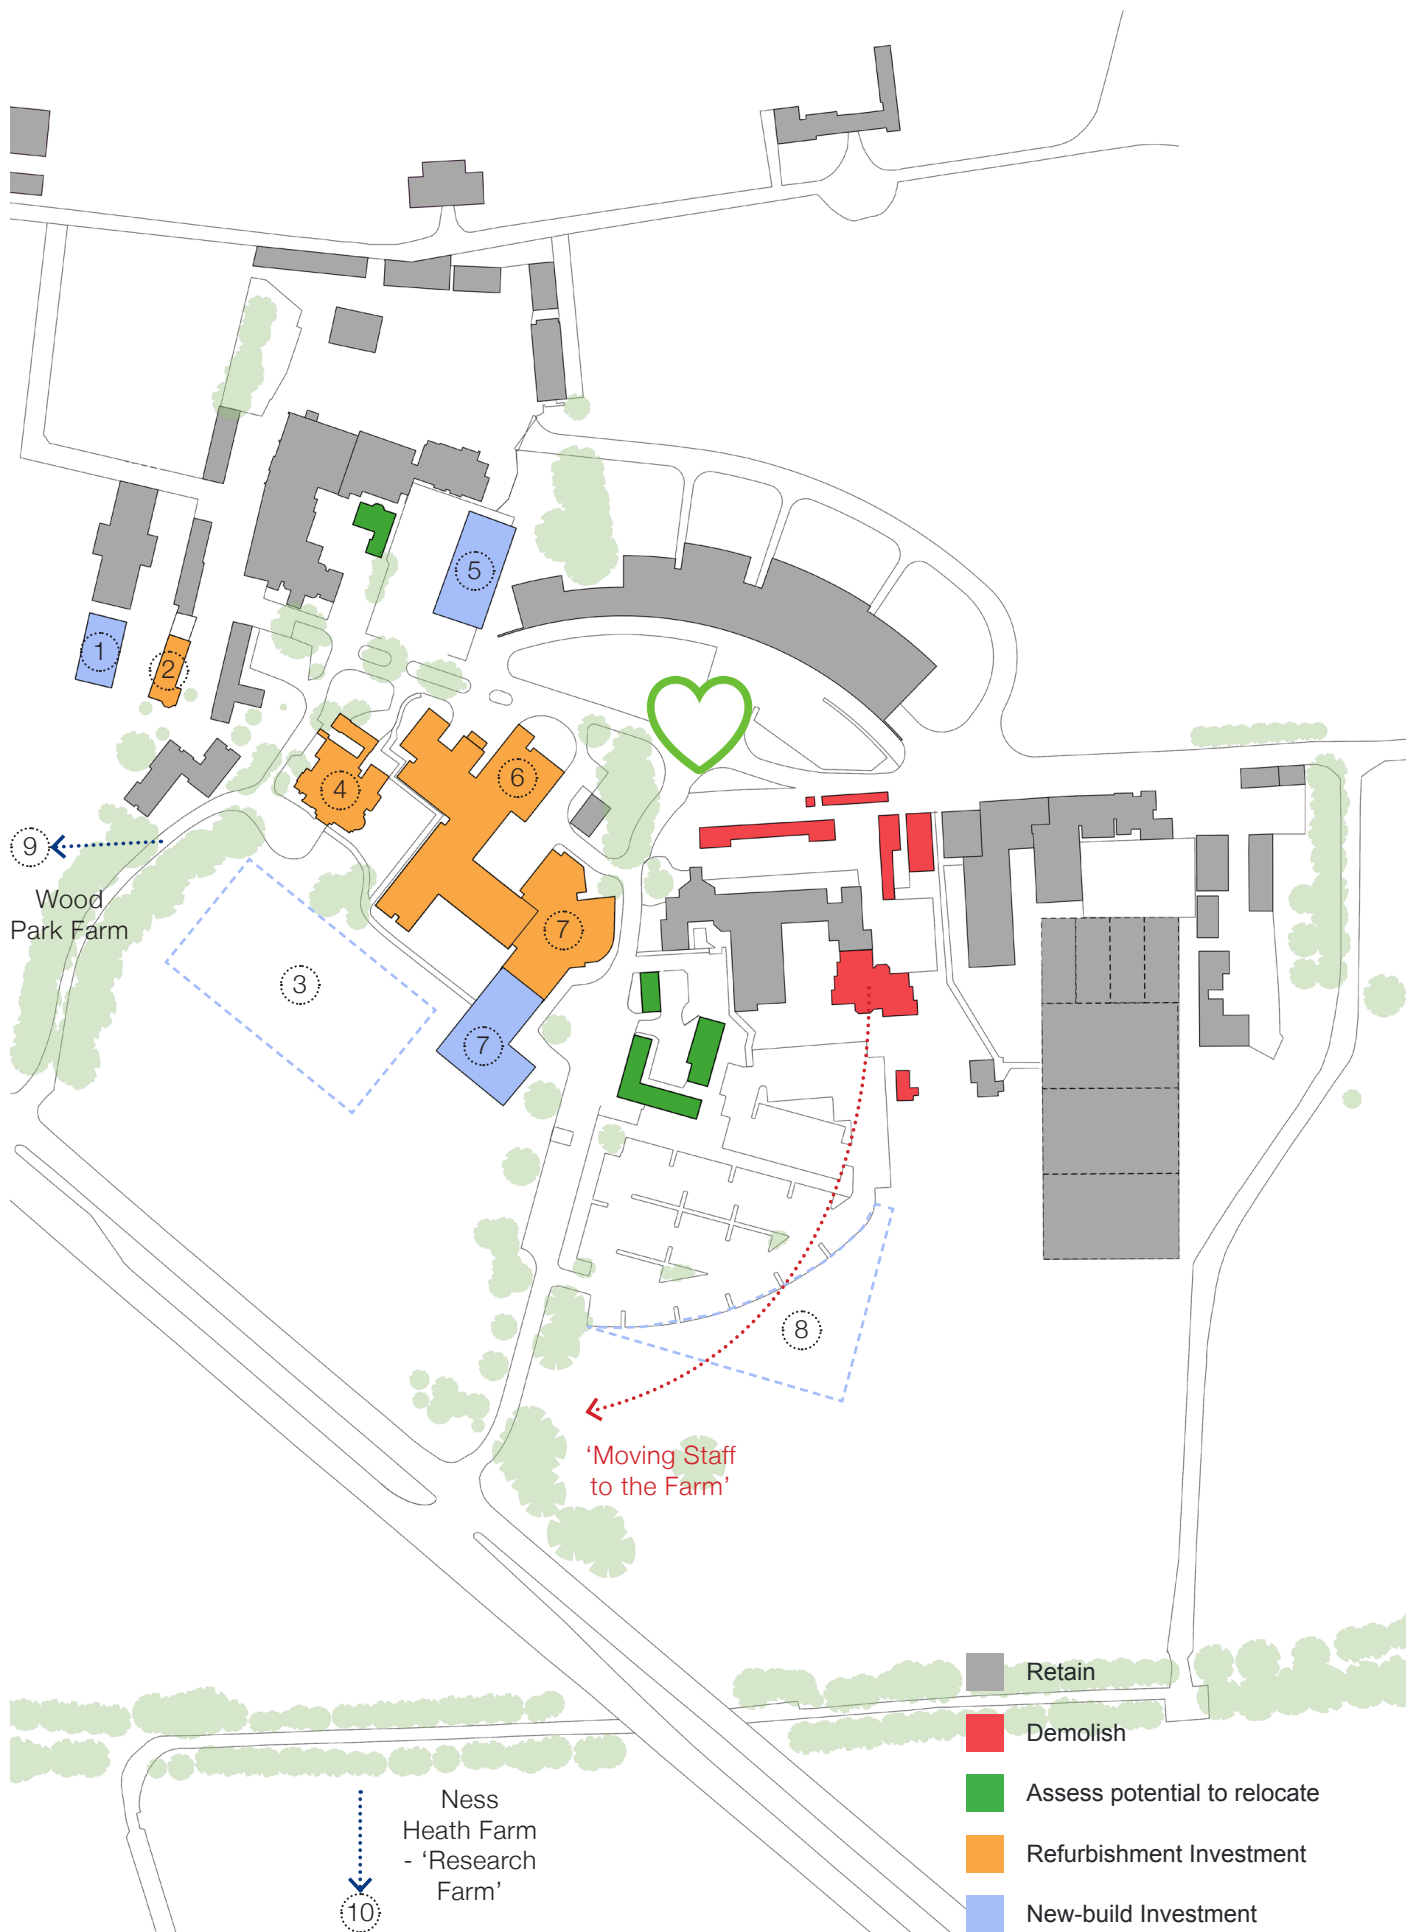 5
1
2
6
4
9
Wood
Park Farm
7
3
7
8
'Moving Staff
to the Farm'
Retain
Demolish
Assess potential to relocate
Refurbishment Investment
New-build Investment
Ness
Heath Farm
- 'Research
Farm'
10